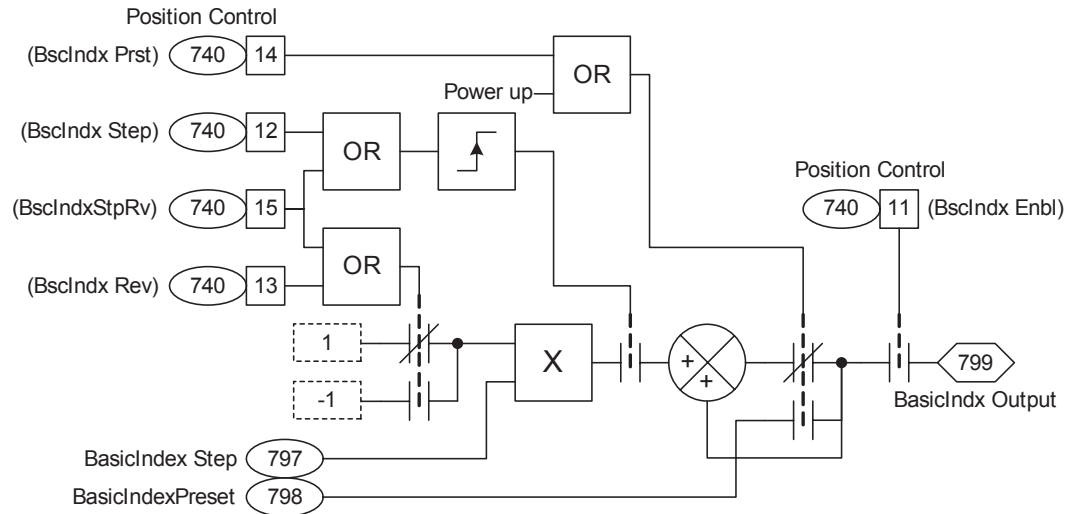 Position Control
(BscIndx Prst) 740 14
OR
Power up
(BscIndx Step) 740 12
OR
Position Control
(BscIndxStpRv) 740 15
740 11 (BscIndx Enbl)
OR
(BscIndx Rev) 740 13
1
X
+
+
799
-1
BasicIndx Output
BasicIndex Step 797
BasicIndexPreset 798